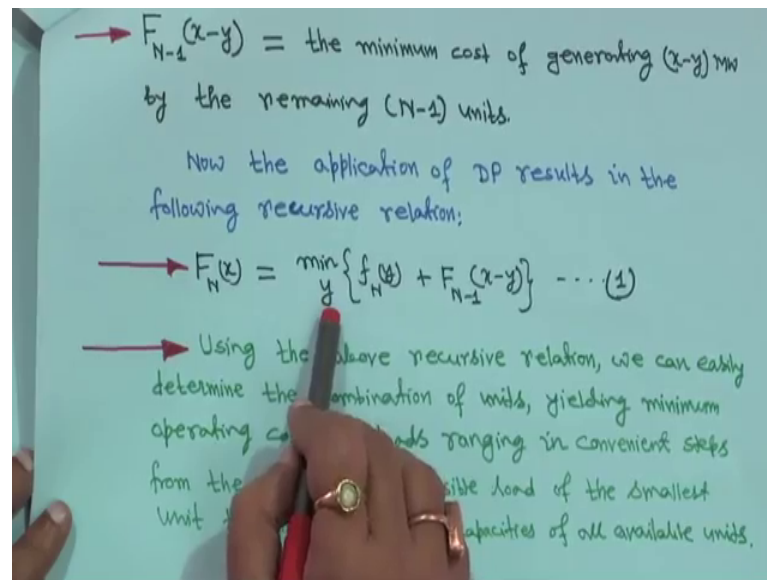 F_{N-1}(x-y) = the minimum cost of generating (x-y) MW
by the remaining (N-1) units.
Now the application of DP results in the
following recursive relation;
F_N(x) = min_y {f_N(y) + F_{N-1}(x-y)} ---- (1)
Using the above recursive relation, we can easily
determine the combination of units, yielding minimum
operating ads ranging in convenient steps
from the sible load of the smallest
unit apacities of all available units.